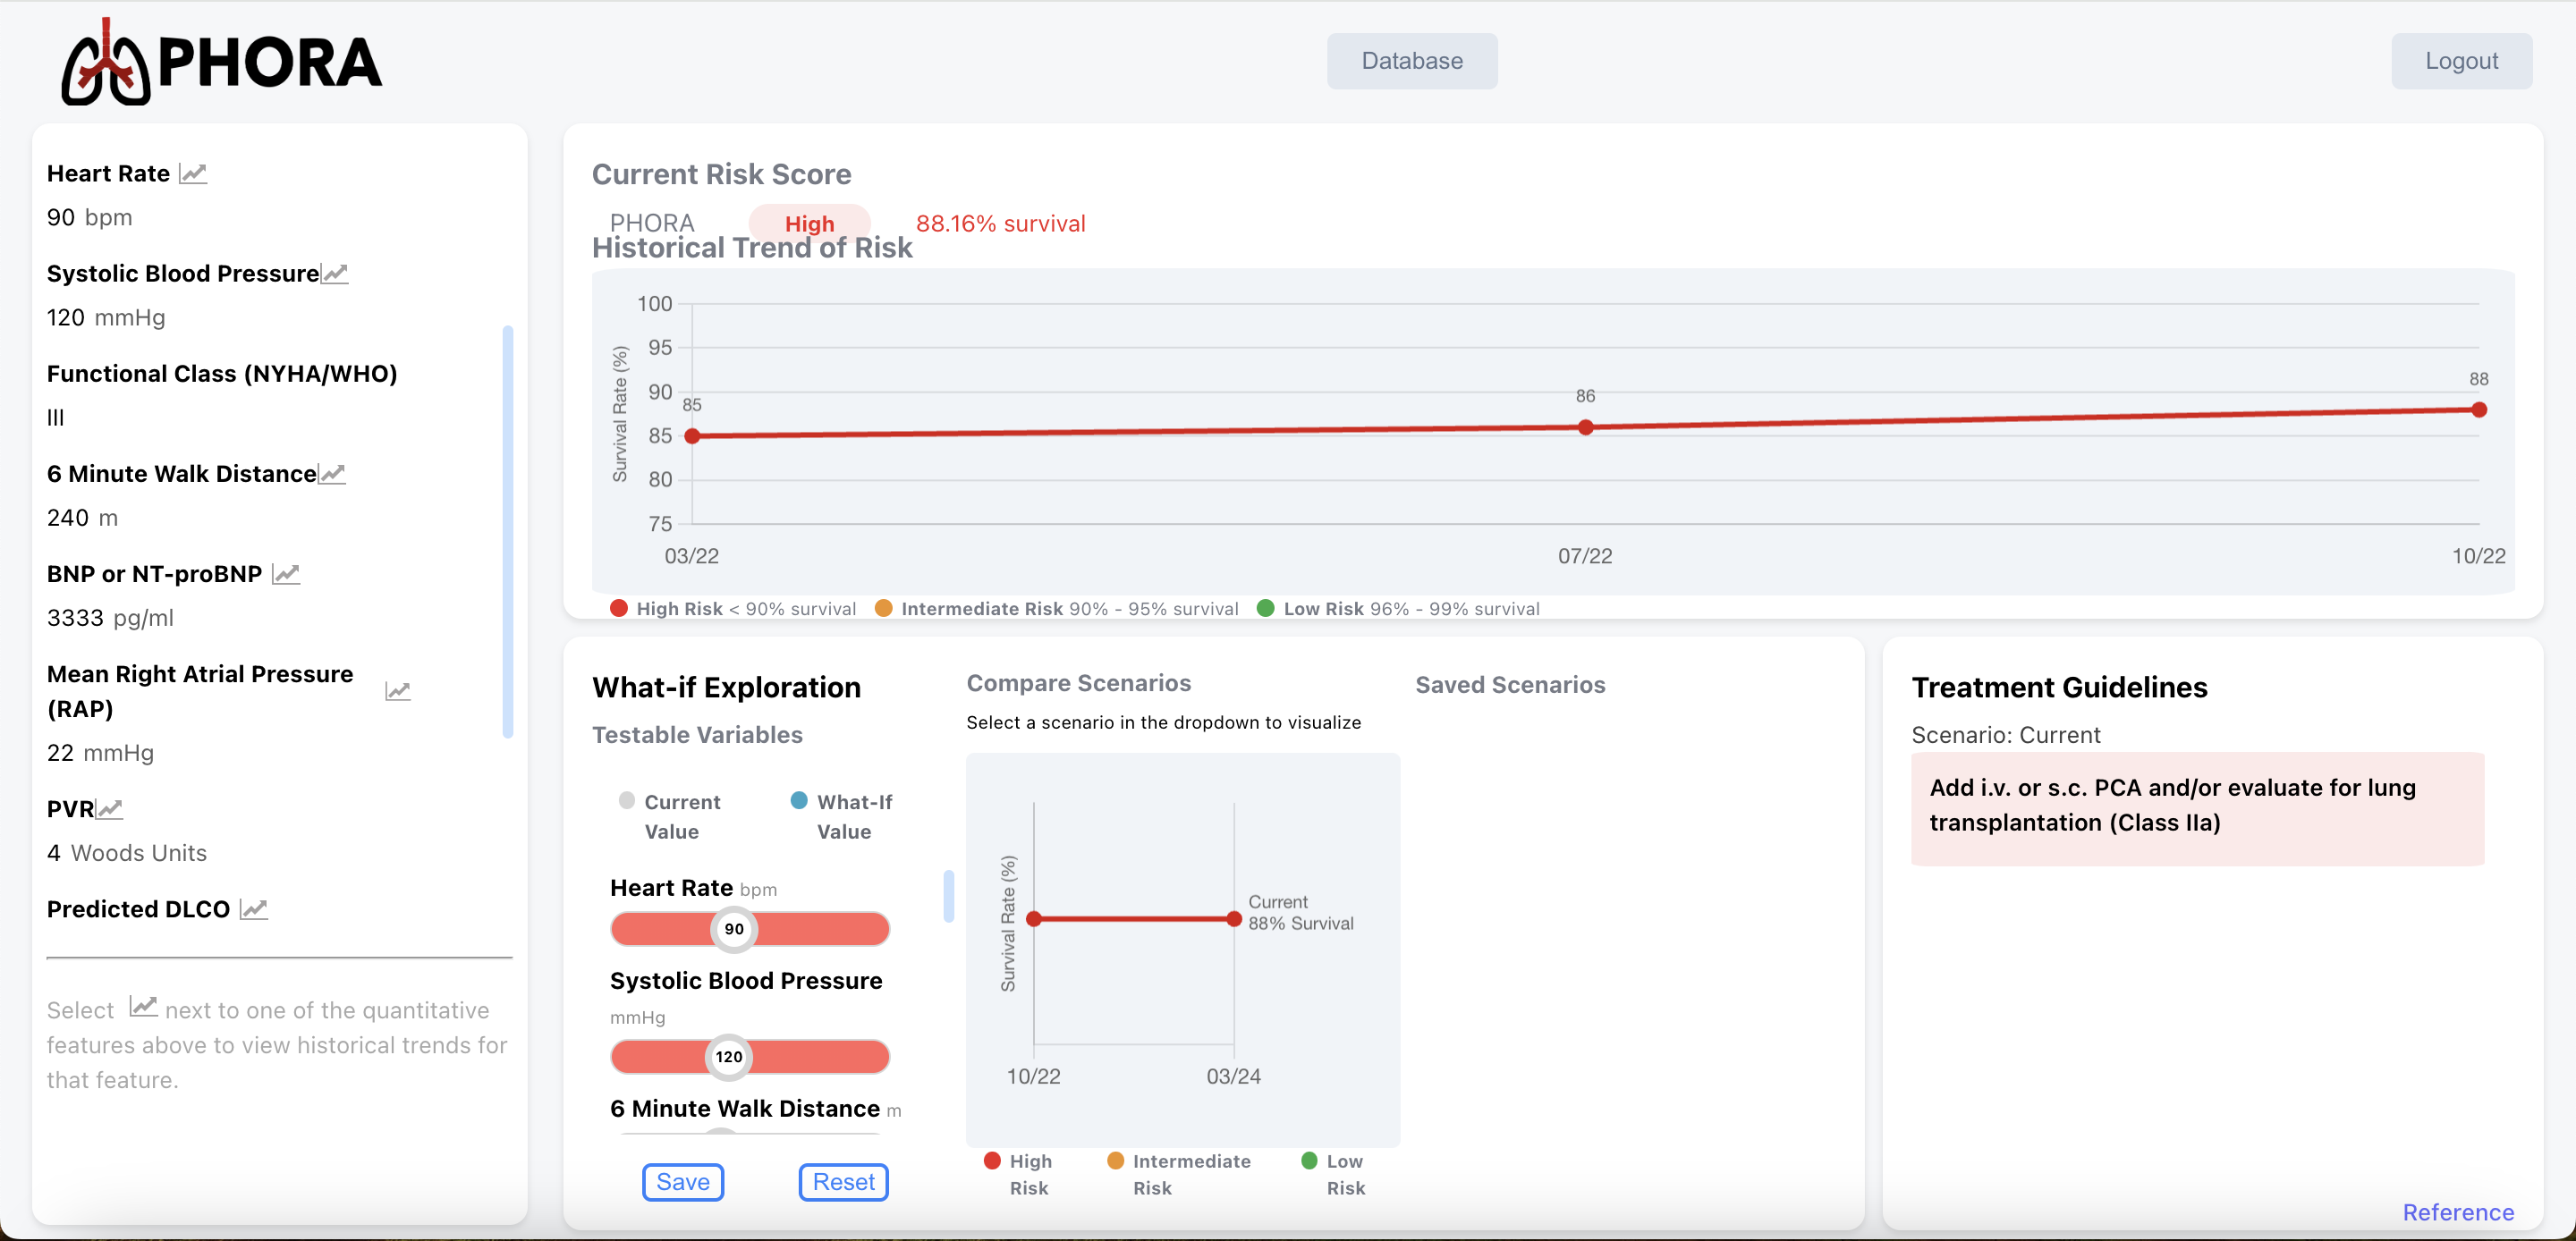 PHORA
Database
Logout
Heart Rate
90 bpm
Systolic Blood Pressure
120 mmHg
Functional Class (NYHA/WHO)
III
6 Minute Walk Distance
240 m
BNP or NT-proBNP
3333 pg/ml
Mean Right Atrial Pressure
(RAP)
22 mmHg
PVR
4 Woods Units
Predicted DLCO
Select next to one of the quantitative
features above to view historical trends for
that feature.
Current Risk Score
PHORA High 88.16% survival
Historical Trend of Risk
Survival Rate (%)
100
95
90
85
80
75
85
86
88
03/22
07/22
10/22
High Risk < 90% survival
Intermediate Risk 90% - 95% survival
Low Risk 96% - 99% survival
What-if Exploration
Testable Variables
Current
Value
What-If
Value
Heart Rate bpm
90
Systolic Blood Pressure
mmHg
120
6 Minute Walk Distance m
Save
Reset
Compare Scenarios
Select a scenario in the dropdown to visualize
Survival Rate (%)
Current
88% Survival
10/22
03/24
High
Risk
Intermediate
Risk
Low
Risk
Saved Scenarios
Treatment Guidelines
Scenario: Current
Add i.v. or s.c. PCA and/or evaluate for lung
transplantation (Class IIa)
Reference